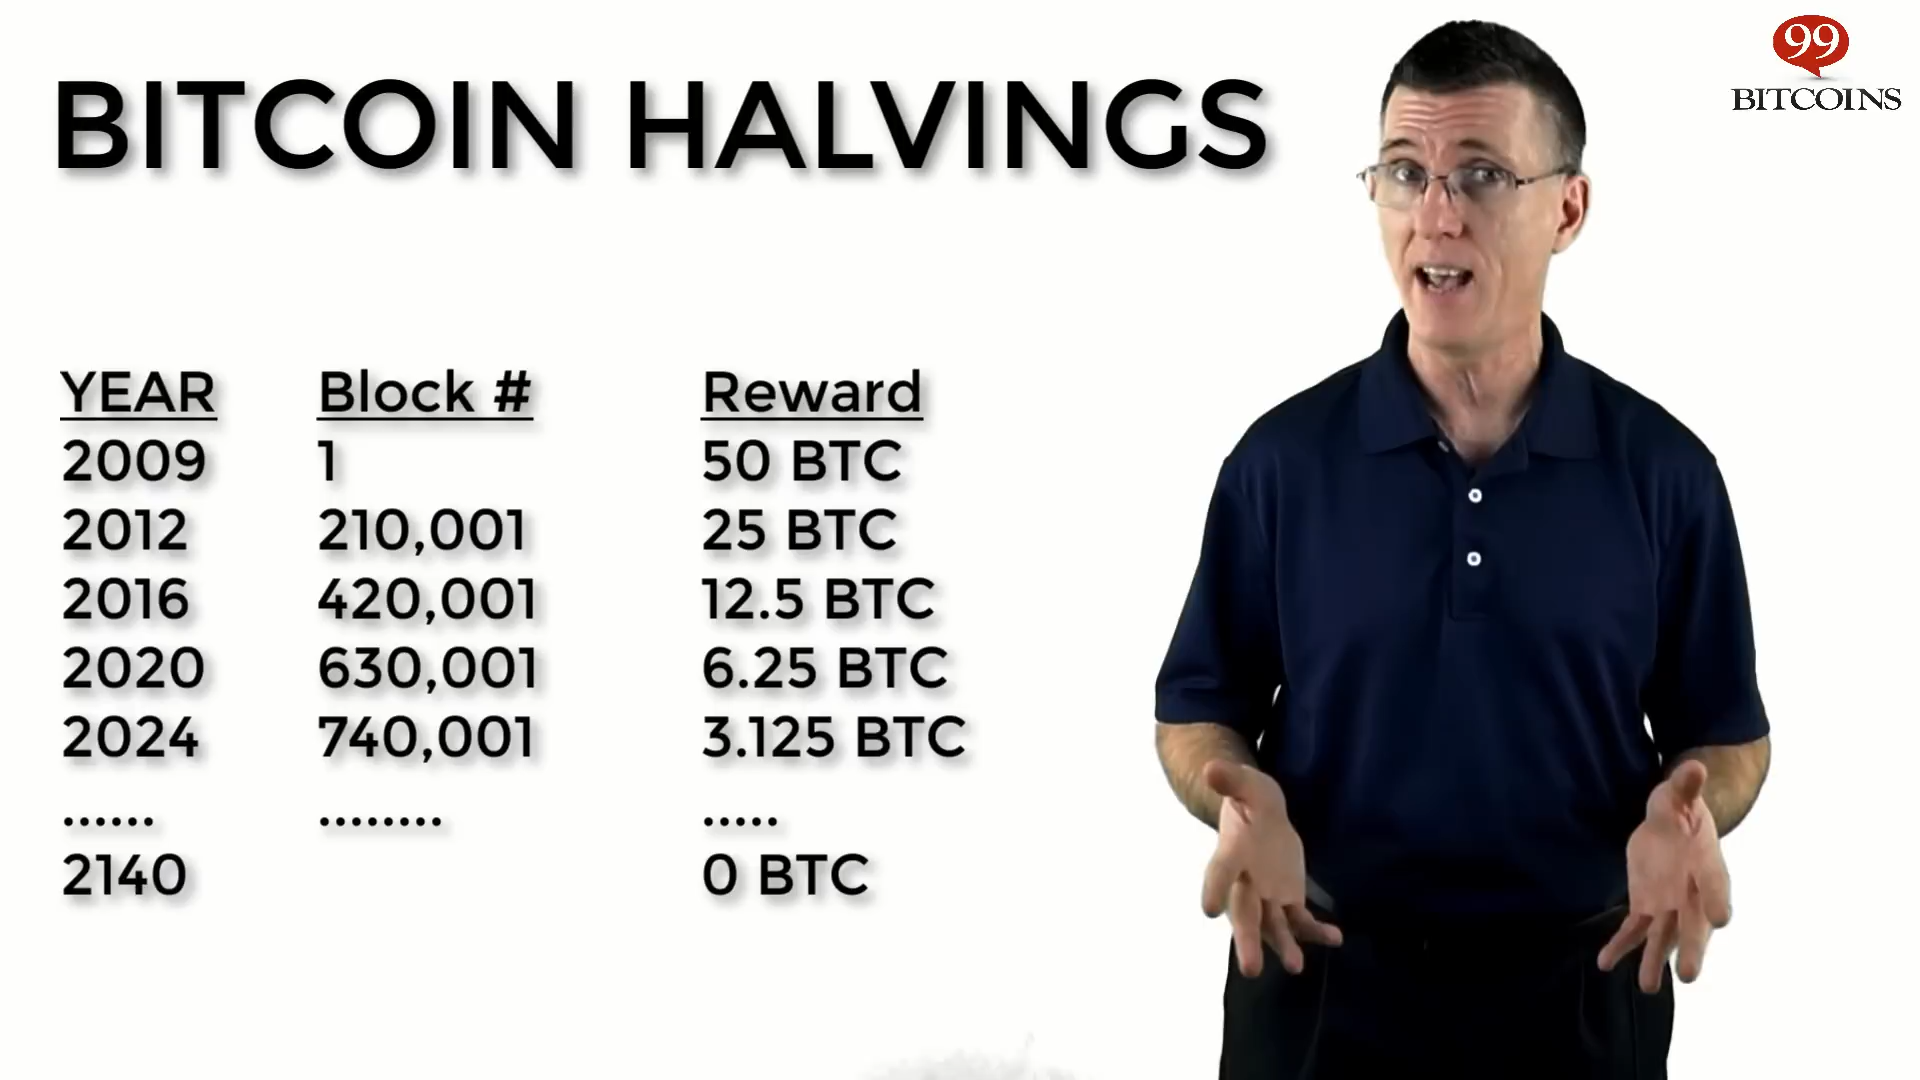 BITCOIN HALVINGS
99
BITCOINS
YEAR Block # Reward
2009 1 50 BTC
2012 210,001 25 BTC
2016 420,001 12.5 BTC
2020 630,001 6.25 BTC
2024 740,001 3.125 BTC
...... ........ .....
2140 0 BTC